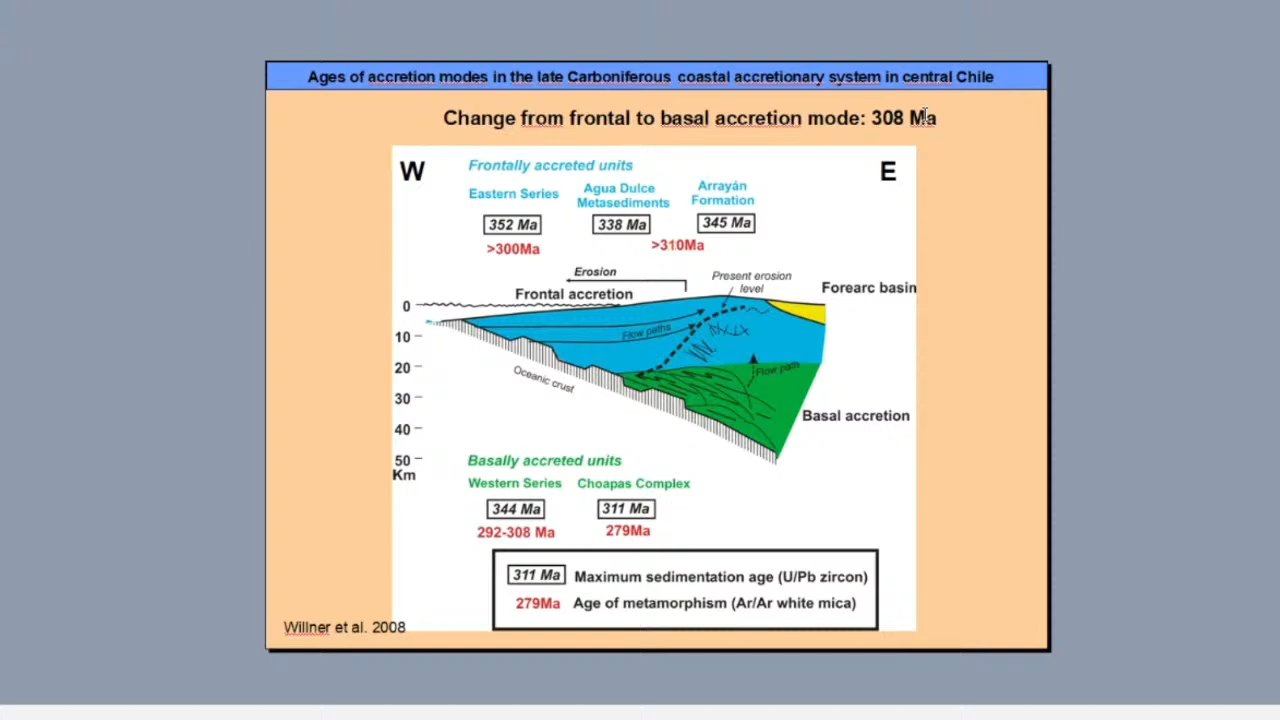 Ages of accretion modes in the late Carboniferous coastal accretionary system in central Chile
Change from frontal to basal accretion mode: 308 Ma
W
E
Frontally accreted units
Eastern Series
Agua Dulce
Metasediments
Arrayán
Formation
352 Ma
338 Ma
345 Ma
>300Ma
>310Ma
Erosion
Present erosion
level
Frontal accretion
Forearc basin
0
10
20
30
40
50
Km
Flow paths
Oceanic crust
Flow path
Basal accretion
Basally accreted units
Western Series
Choapas Complex
344 Ma
311 Ma
292-308 Ma
279Ma
311 Ma Maximum sedimentation age (U/Pb zircon)
279Ma Age of metamorphism (Ar/Ar white mica)
Willner et al. 2008